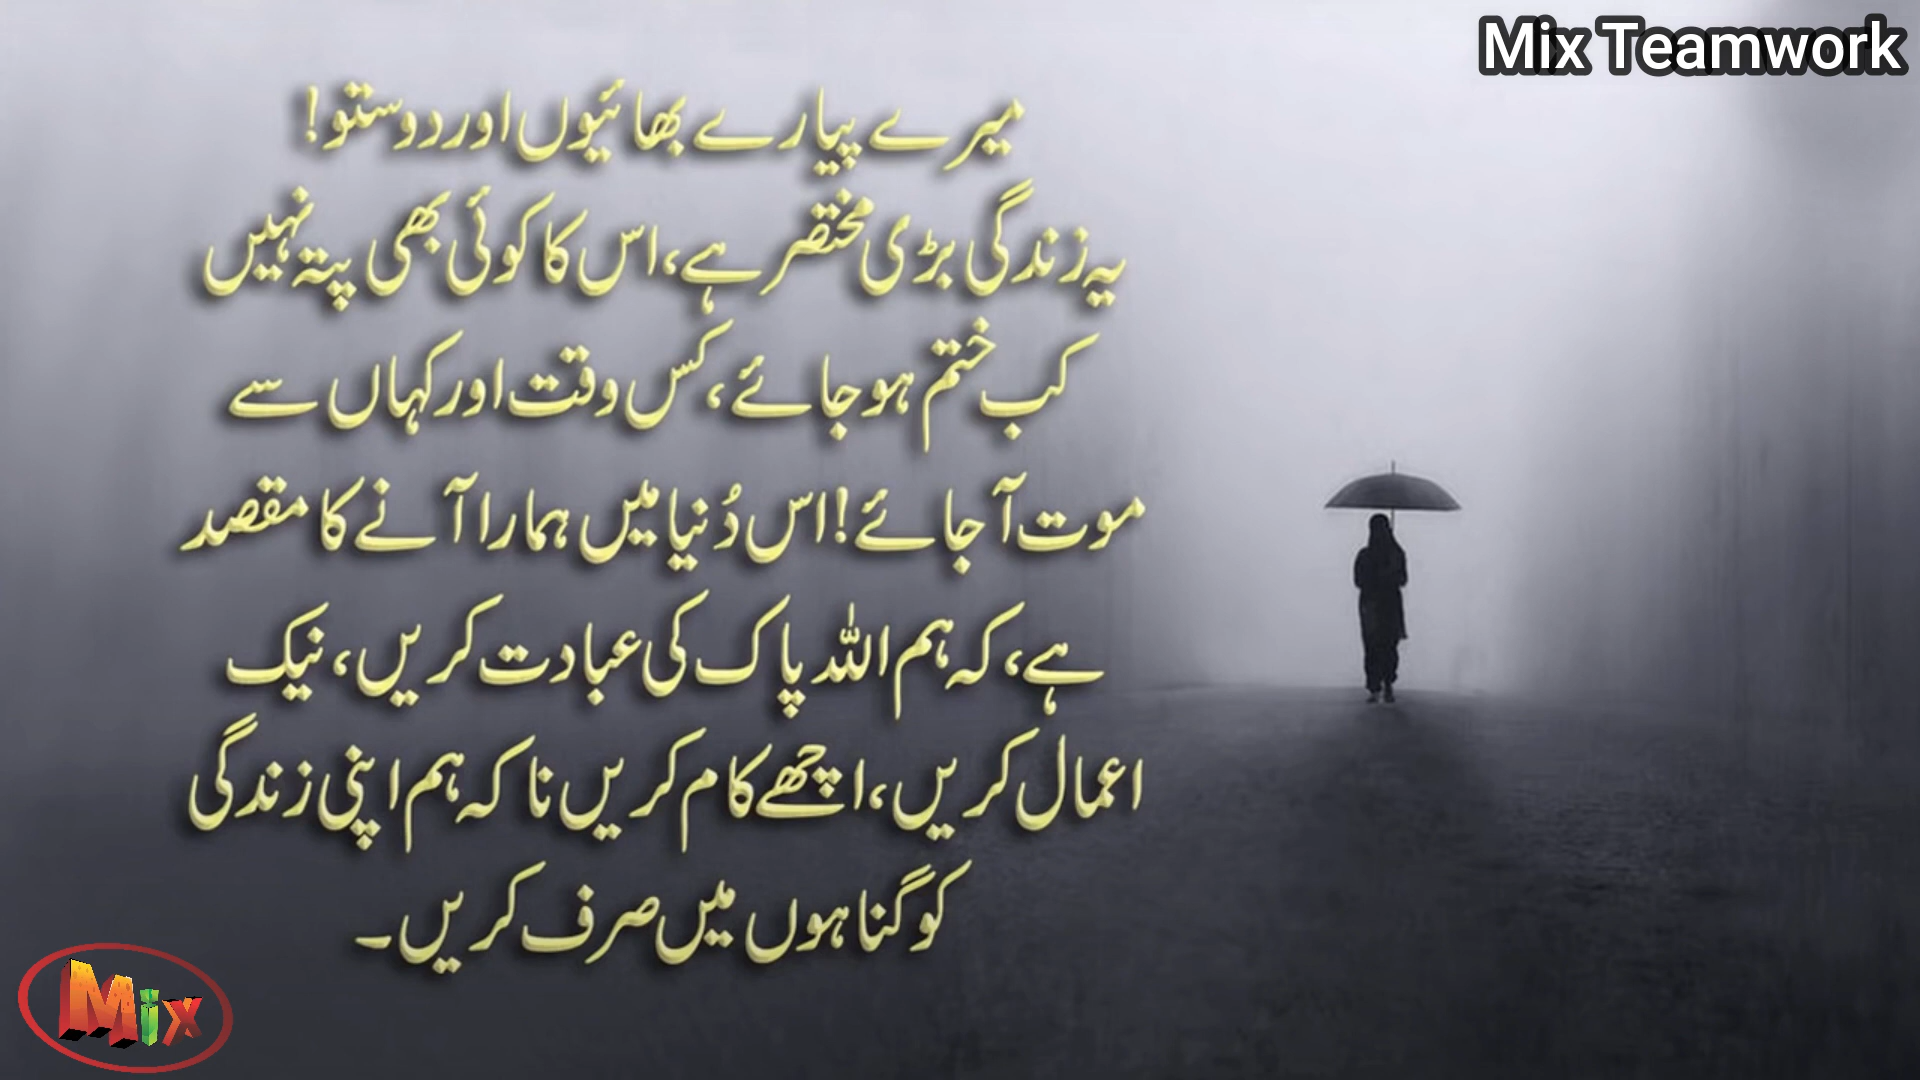 Mix Teamwork
میرے پیارے بھائیوں اور دوستو!
یہ زندگی بڑی مختصر ہے، اس کا کوئی بھی پتہ نہیں
کب ختم ہو جائے، کس وقت اور کہاں سے
موت آ جائے! اس دُنیا میں ہمارا آنے کا مقصد
ہے، کہ ہم اللہ پاک کی عبادت کریں، نیک
اعمال کریں، اچھے کام کریں نا کہ ہم اپنی زندگی
کو گناہوں میں صرف کریں۔
Mix